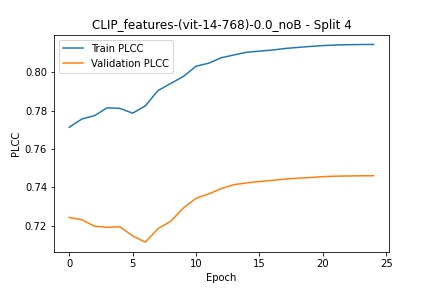 CLIP_features-(vit-14-768)-0.0_noB - Split 4
Train PLCC
Validation PLCC
0.80
0.78
0.76
0.74
0.72
PLCC
0 5 10 15 20 25
Epoch